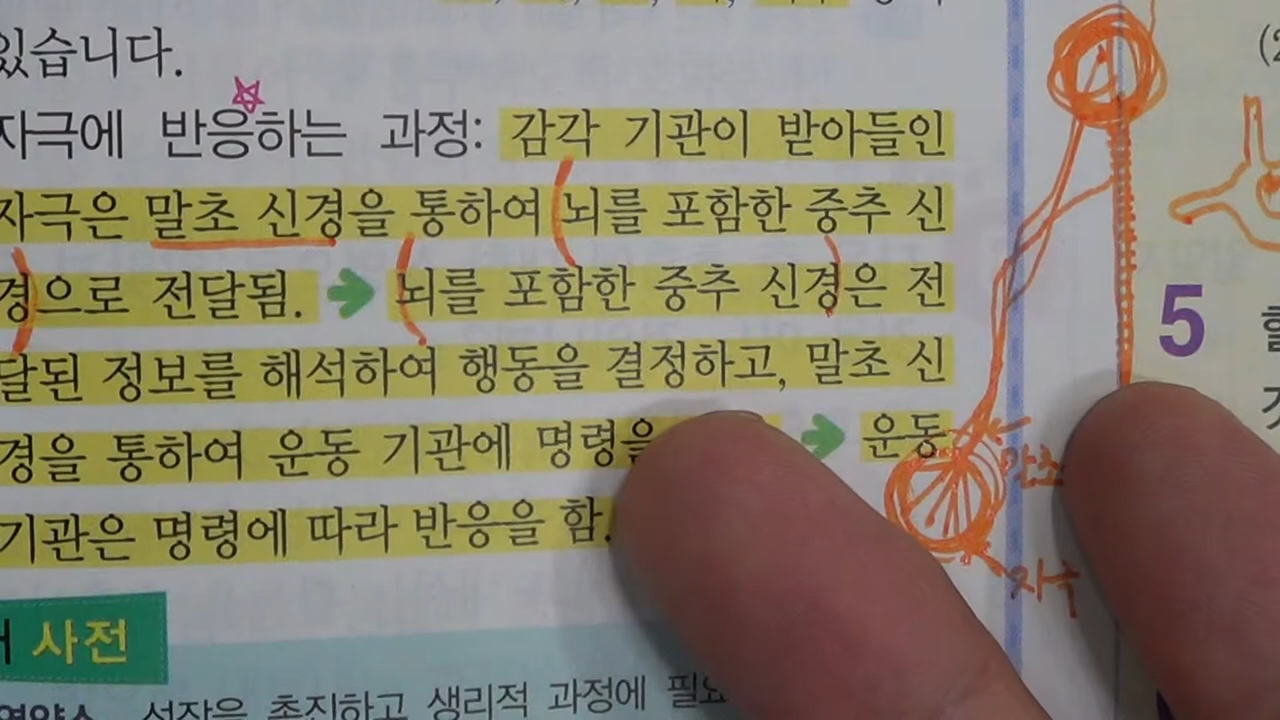 있습니다.
자극에 반응하는 과정: 감각 기관이 받아들인
자극은 말초 신경을 통하여 뇌를 포함한 중추 신
경으로 전달됨. → 뇌를 포함한 중추 신경은 전
달된 정보를 해석하여 행동을 결정하고, 말초 신
경을 통하여 운동 기관에 명령을 → 운동
기관은 명령에 따라 반응을 함.
사전
성장을 촉진하고 생리적 과정에 필요
말초
자극
(2
5